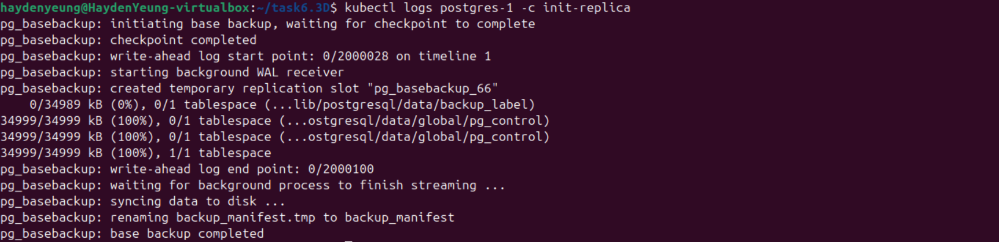 haydenyeung@HaydenYeung-virtualbox:~/task6.3D$ kubectl logs postgres-1 -c init-replica
pg_basebackup: initiating base backup, waiting for checkpoint to complete
pg_basebackup: checkpoint completed
pg_basebackup: write-ahead log start point: 0/2000028 on timeline 1
pg_basebackup: starting background WAL receiver
pg_basebackup: created temporary replication slot "pg_basebackup_66"
    0/34989 kB (0%), 0/1 tablespace (...lib/postgresql/data/backup_label)
34999/34999 kB (100%), 0/1 tablespace (...ostgresql/data/global/pg_control)
34999/34999 kB (100%), 0/1 tablespace (...ostgresql/data/global/pg_control)
34999/34999 kB (100%), 1/1 tablespace
pg_basebackup: write-ahead log end point: 0/2000100
pg_basebackup: waiting for background process to finish streaming ...
pg_basebackup: syncing data to disk ...
pg_basebackup: renaming backup_manifest.tmp to backup_manifest
pg_basebackup: base backup completed